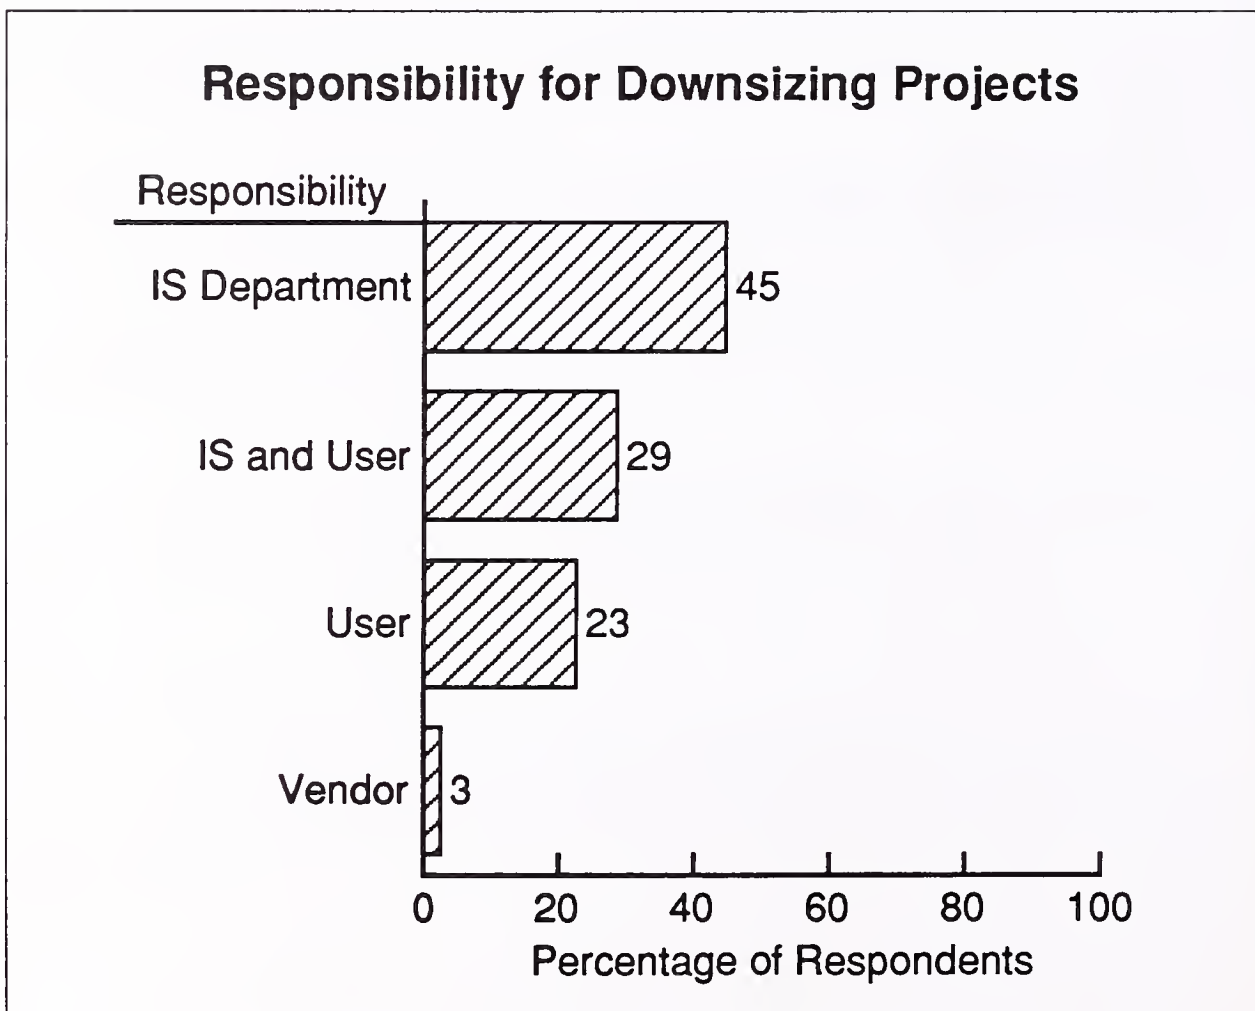 Responsibility for Downsizing Projects
Responsibility
IS Department 45
IS and User 29
User 23
Vendor 3
0 20 40 60 80 100
Percentage of Respondents